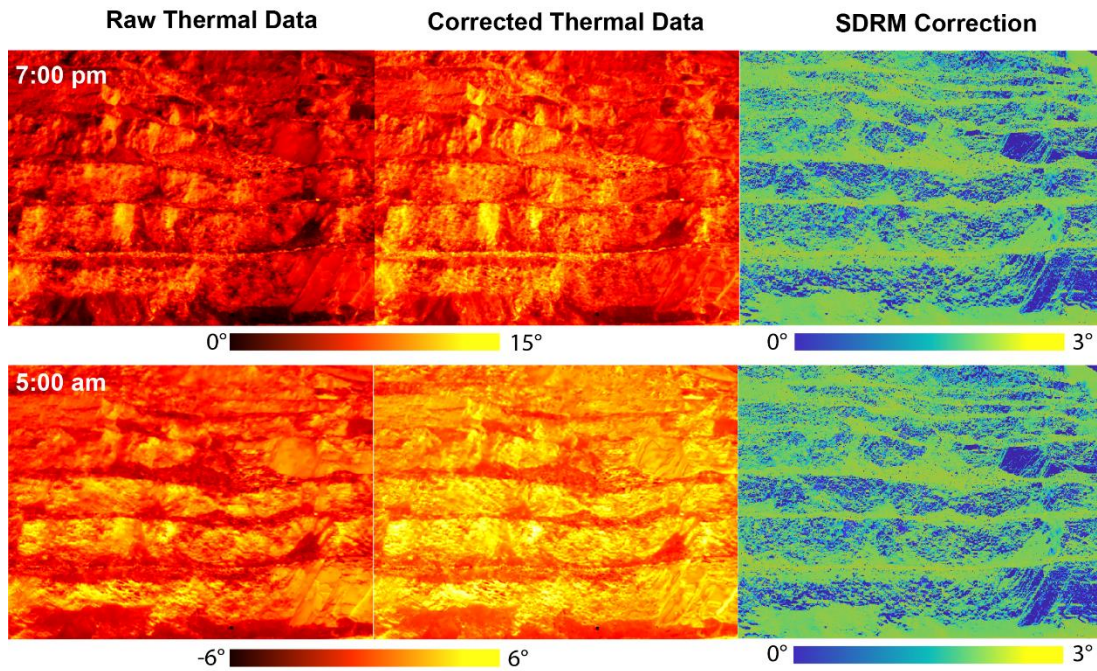 Raw Thermal Data
Corrected Thermal Data
SDRM Correction
7:00 pm
0°
15°
0°
3°
5:00 am
-6°
6°
0°
3°